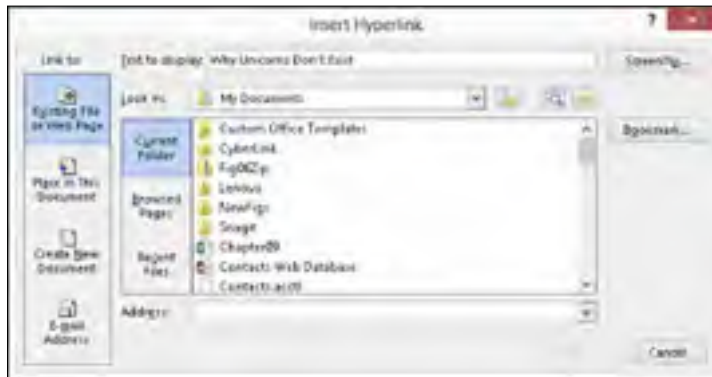 Insert Hyperlink
?
Link to:
Text to display: Why Unicorns Don't Exist
ScreenTip...
Existing File
or Web Page
Look in:
My Documents
Bookmark...
Current
Folder
Custom Office Templates
CyberLink
Fig06Zip
Lenovo
NewFigs
Snagit
Chapter09
Contacts Web Database
Contacts.accdt
Place in This
Document
Browsed
Pages
Create New
Document
Recent
Files
E-mail
Address
Address:
Cancel